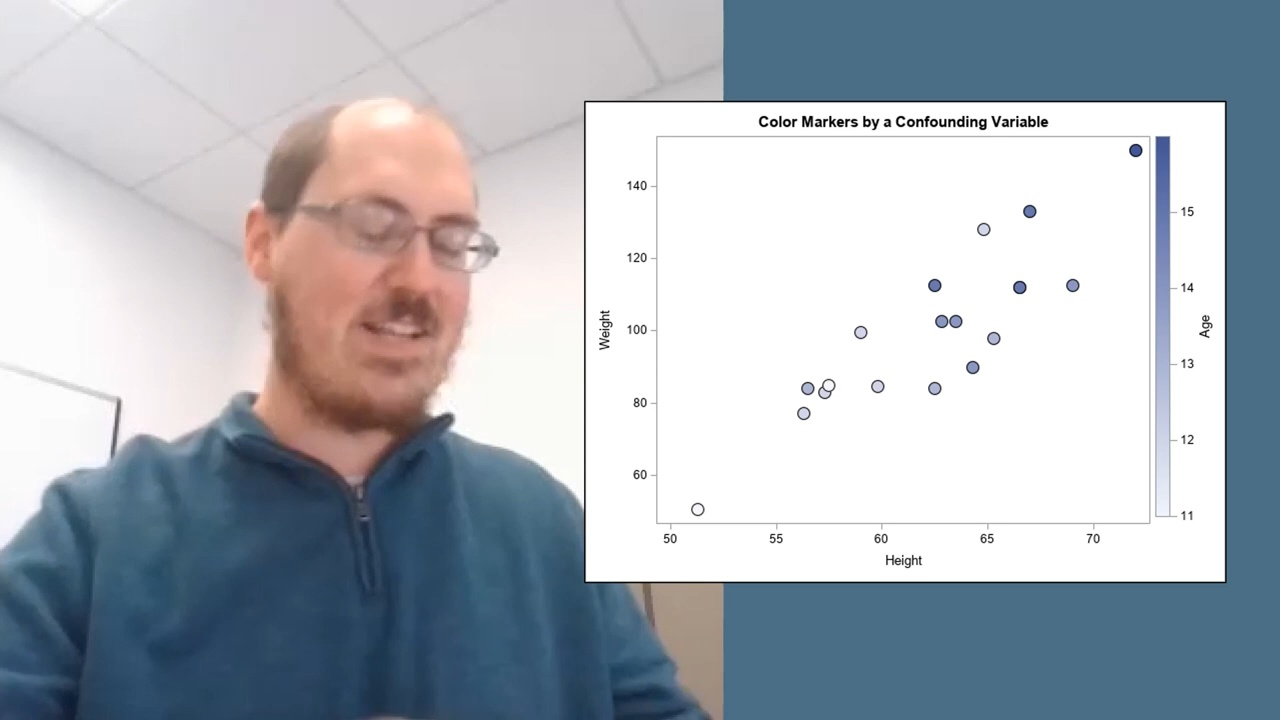 Color Markers by a Confounding Variable
140
120
100
80
60
Weight
50 55 60 65 70
Height
15
14
13
12
11
Age